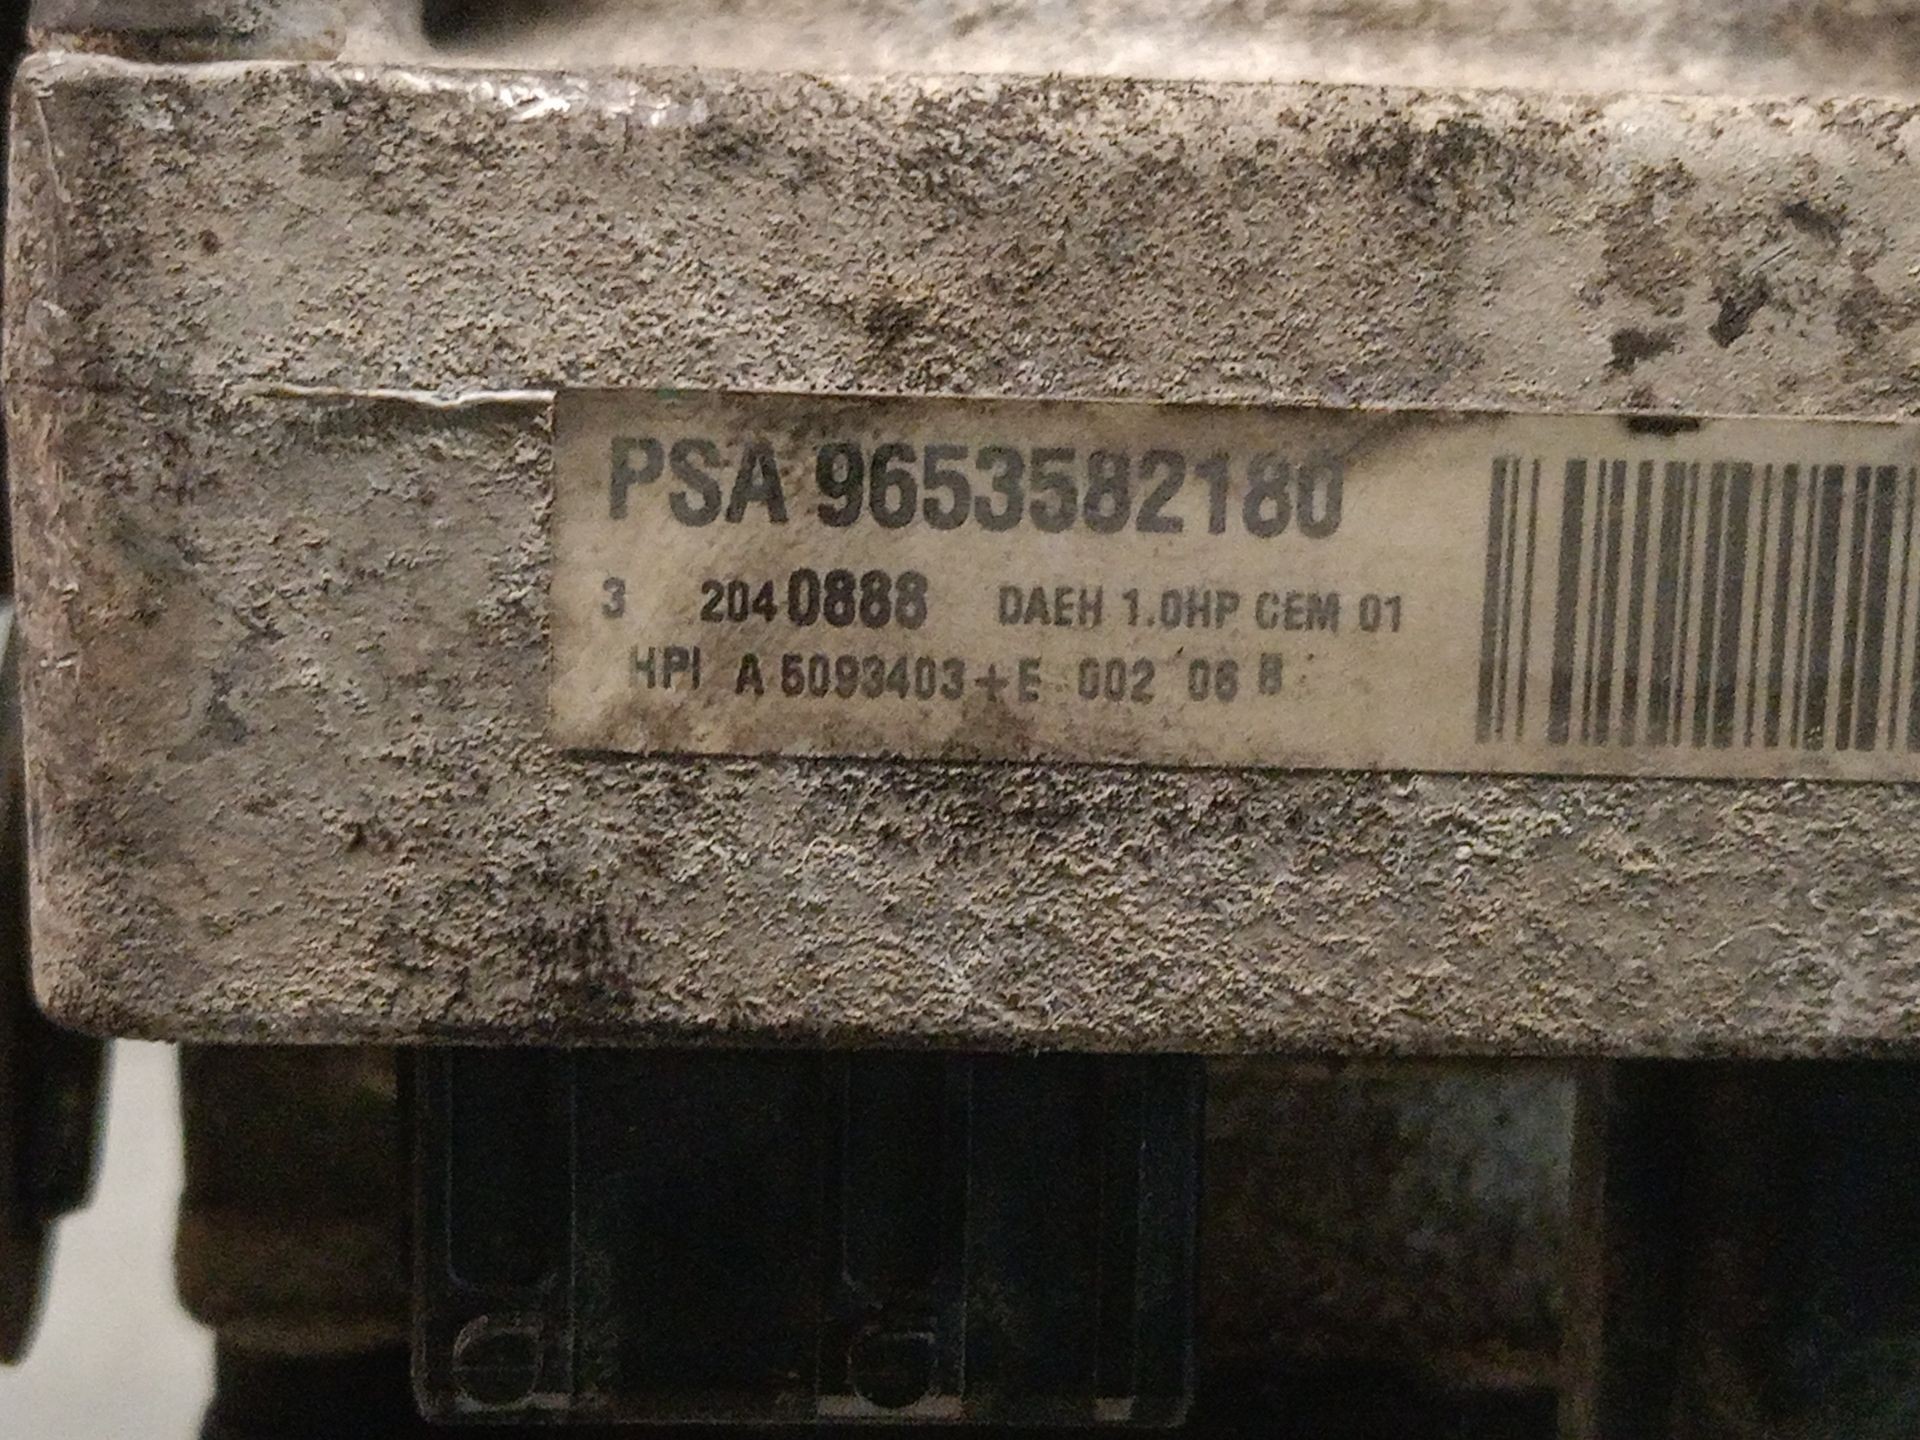 PSA 9653582180
3 2040888 DAEH 1.0HP CEM 01
HPI A 5093403+E 002 06 H